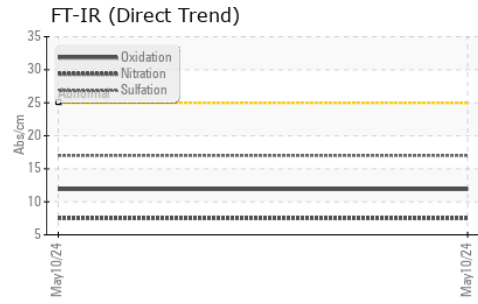 FT-IR (Direct Trend)
35
30
25
20
15
10
5
Abs/cm
Oxidation
Nitration
Sulfation
Abnormal
May10/24
May10/24